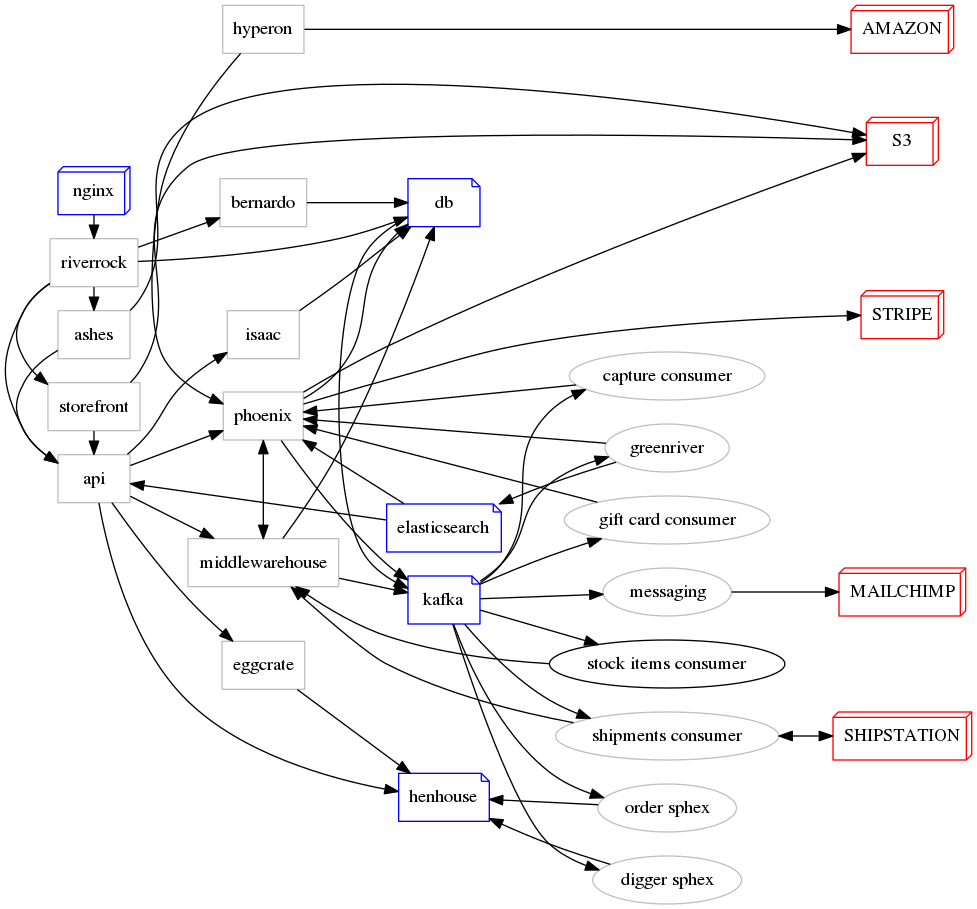 hyperon
AMAZON
S3
nginx
bernardo
db
riverrock
STRIPE
ashes
isaac
capture consumer
storefront
phoenix
greenriver
api
elasticsearch
gift card consumer
middlewarehouse
kafka
messaging
MAILCHIMP
eggcrate
stock items consumer
shipments consumer
SHIPSTATION
henhouse
order sphex
digger sphex